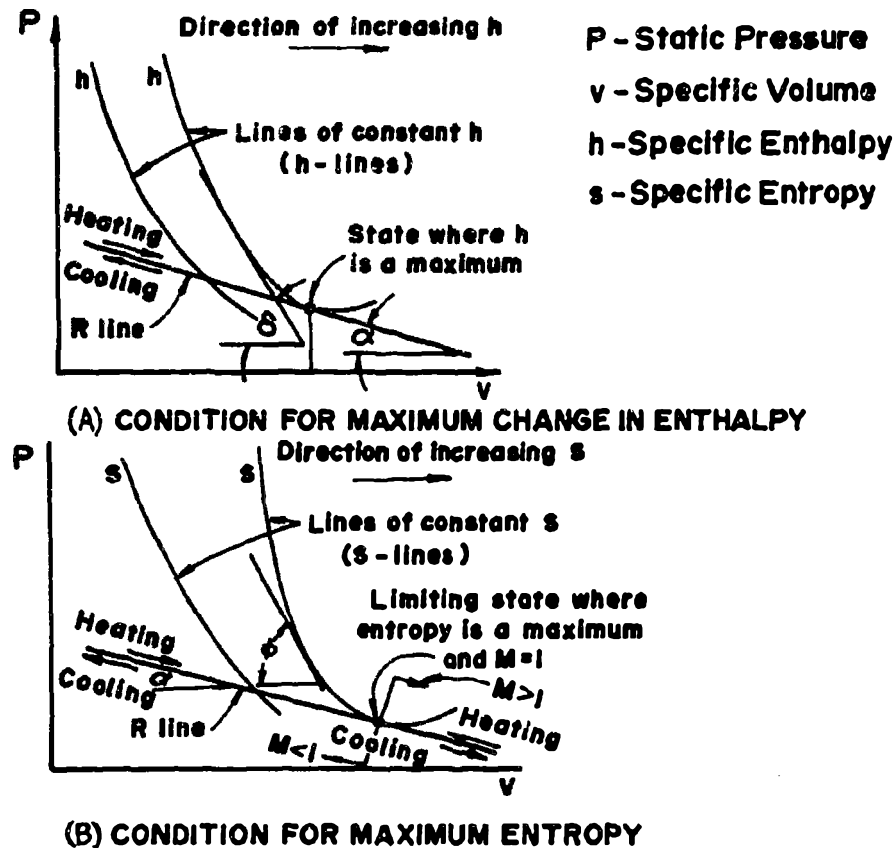 P
Direction of increasing h
h
h
Lines of constant h
(h-lines)
P - Static Pressure
v - Specific Volume
h - Specific Enthalpy
s - Specific Entropy
Heating
Cooling
R line
State where h
is a maximum
δ
α
v
(A) CONDITION FOR MAXIMUM CHANGE IN ENTHALPY
P
Direction of increasing s
s
s
Lines of constant s
(s-lines)
Limiting state where
entropy is a maximum
and M=1
M>1
Heating
α
Cooling
R line
ϕ
M<1
Cooling
Heating
v
(B) CONDITION FOR MAXIMUM ENTROPY